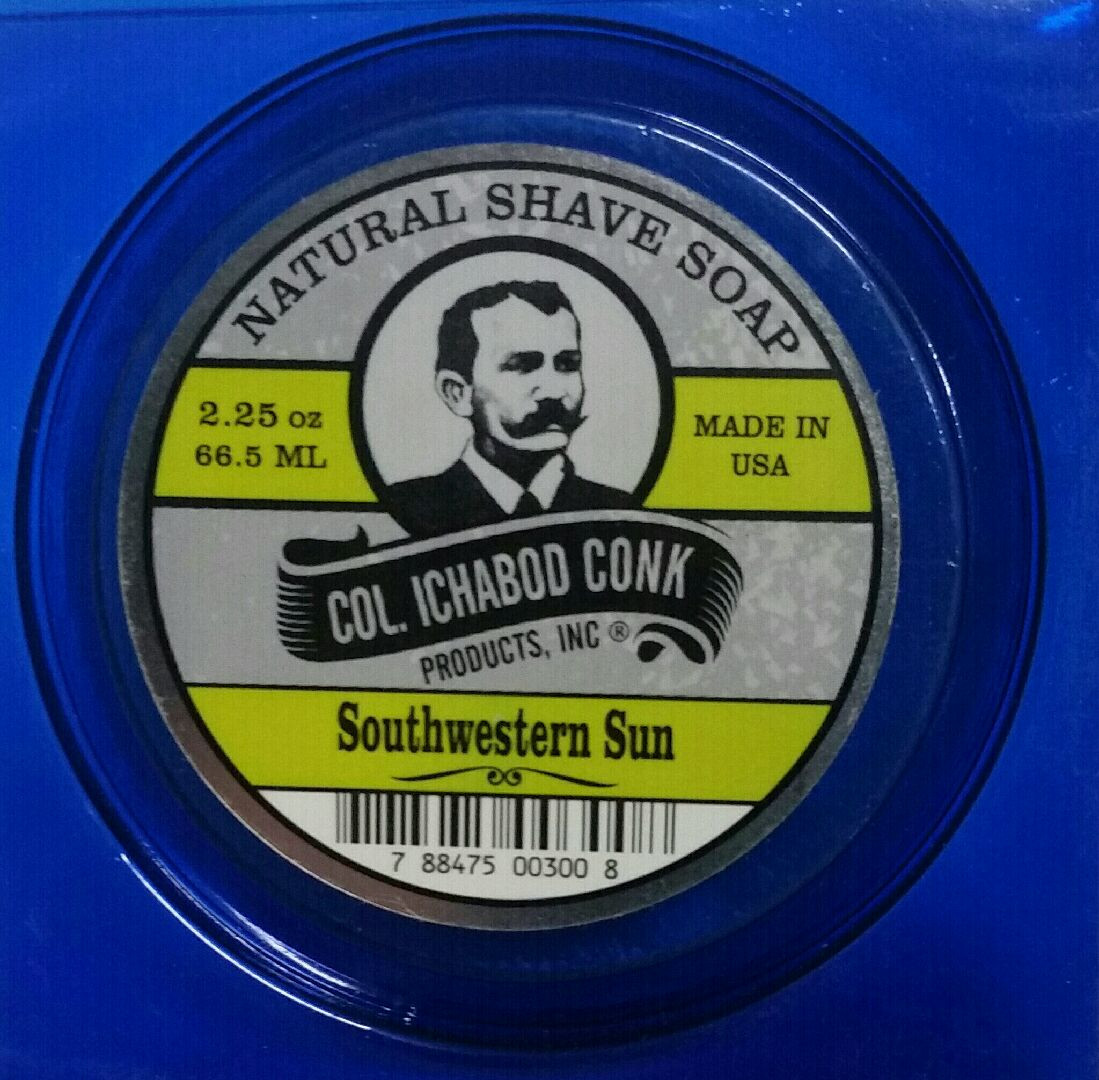 NATURAL SHAVE SOAP
2.25 oz
66.5 ML
MADE IN
USA
COL. ICHABOD CONK
PRODUCTS, INC ®
Southwestern Sun
7 88475 00300 8